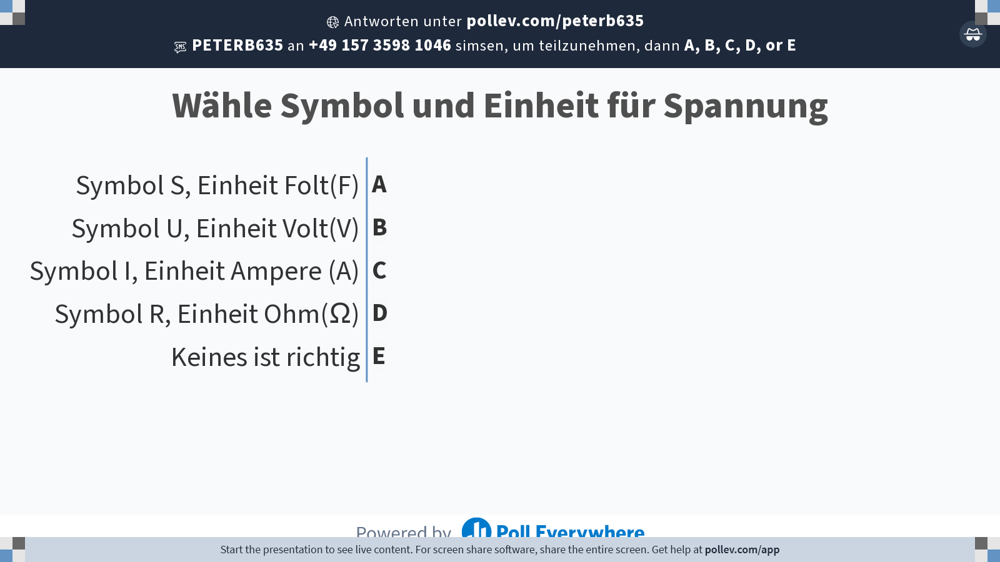 Antworten unter pollev.com/peterb635
SMS PETERB635 an +49 157 3598 1046 simsen, um teilzunehmen, dann A, B, C, D, or E
Wähle Symbol und Einheit für Spannung
Symbol S, Einheit Folt(F) A
Symbol U, Einheit Volt(V) B
Symbol I, Einheit Ampere (A) C
Symbol R, Einheit Ohm(Ω) D
Keines ist richtig E
Powered by Poll Everywhere
Start the presentation to see live content. For screen share software, share the entire screen. Get help at pollev.com/app